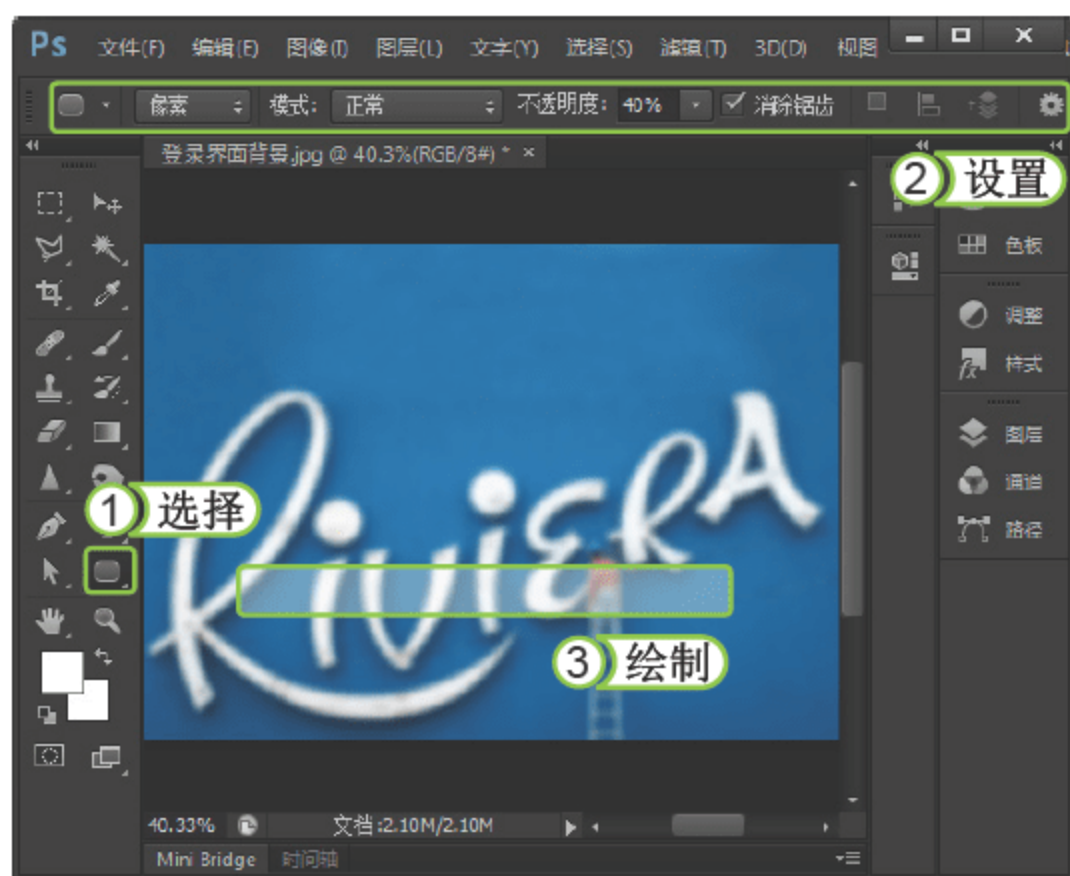 Ps 文件(F) 编辑(E) 图像(I) 图层(L) 文字(Y) 选择(S) 滤镜(T) 3D(D) 视图
像素 模式: 正常 不透明度: 40% 消除锯齿
登录界面背景.jpg @ 40.3%(RGB/8#) * ×
② 设置
色板
调整
样式
RiviERA
图层
通道
① 选择
路径
③ 绘制
40.33% 文档:2.10M/2.10M
Mini Bridge 时间轴